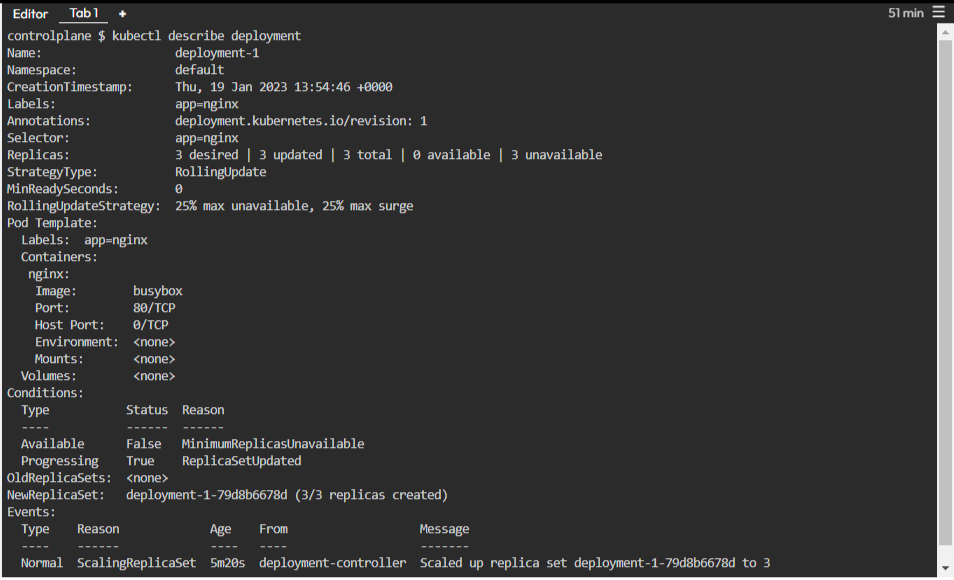 Editor Tab 1 + 51 min
controlplane $ kubectl describe deployment
Name: deployment-1
Namespace: default
CreationTimestamp: Thu, 19 Jan 2023 13:54:46 +0000
Labels: app=nginx
Annotations: deployment.kubernetes.io/revision: 1
Selector: app=nginx
Replicas: 3 desired | 3 updated | 3 total | 0 available | 3 unavailable
StrategyType: RollingUpdate
MinReadySeconds: 0
RollingUpdateStrategy: 25% max unavailable, 25% max surge
Pod Template:
  Labels: app=nginx
  Containers:
   nginx:
    Image: busybox
    Port: 80/TCP
    Host Port: 0/TCP
    Environment: <none>
    Mounts: <none>
  Volumes: <none>
Conditions:
  Type Status Reason
  ---- ------ ------
  Available False MinimumReplicasUnavailable
  Progressing True ReplicaSetUpdated
OldReplicaSets: <none>
NewReplicaSet: deployment-1-79d8b6678d (3/3 replicas created)
Events:
  Type Reason Age From Message
  ---- ------ ---- ---- -------
  Normal ScalingReplicaSet 5m20s deployment-controller Scaled up replica set deployment-1-79d8b6678d to 3